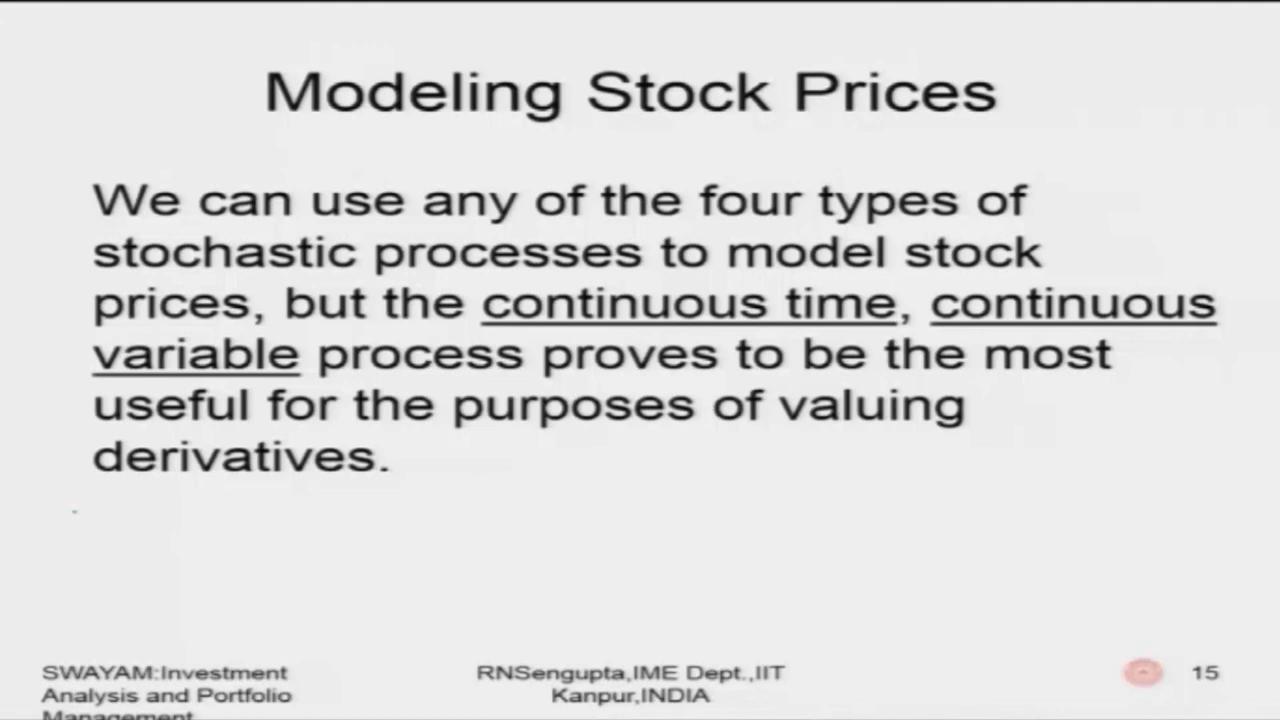 Modeling Stock Prices
We can use any of the four types of
stochastic processes to model stock
prices, but the continuous time, continuous
variable process proves to be the most
useful for the purposes of valuing
derivatives.
SWAYAM:Investment
Analysis and Portfolio
Management
RNSengupta,IME Dept.,IIT
Kanpur,INDIA
15